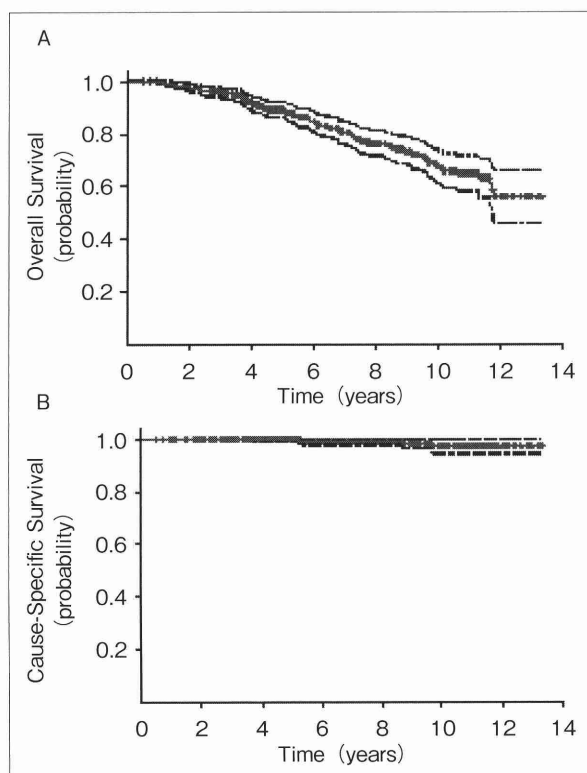 A
1.0
0.8
0.6
0.4
0.2
Overall Survival
(probability)
0 2 4 6 8 10 12 14
Time (years)
B
1.0
0.8
0.6
0.4
0.2
Cause-Specific Survival
(probability)
0 2 4 6 8 10 12 14
Time (years)